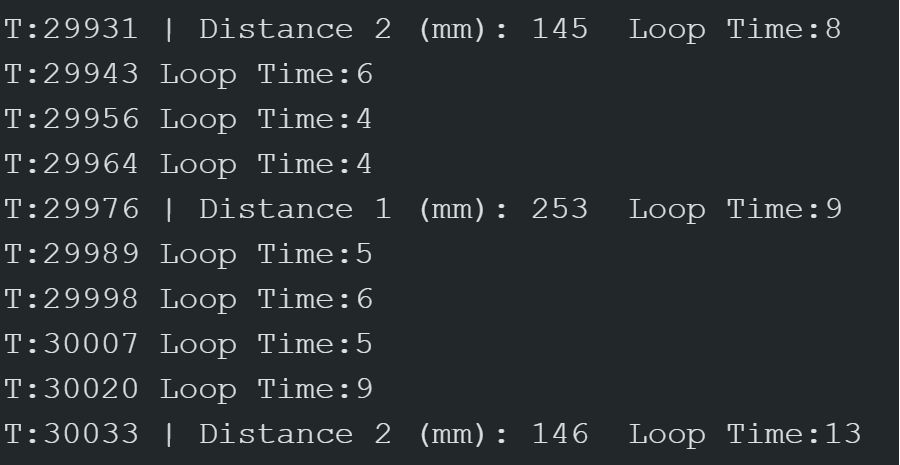 T:29931 | Distance 2 (mm): 145  Loop Time:8
T:29943 Loop Time:6
T:29956 Loop Time:4
T:29964 Loop Time:4
T:29976 | Distance 1 (mm): 253  Loop Time:9
T:29989 Loop Time:5
T:29998 Loop Time:6
T:30007 Loop Time:5
T:30020 Loop Time:9
T:30033 | Distance 2 (mm): 146  Loop Time:13